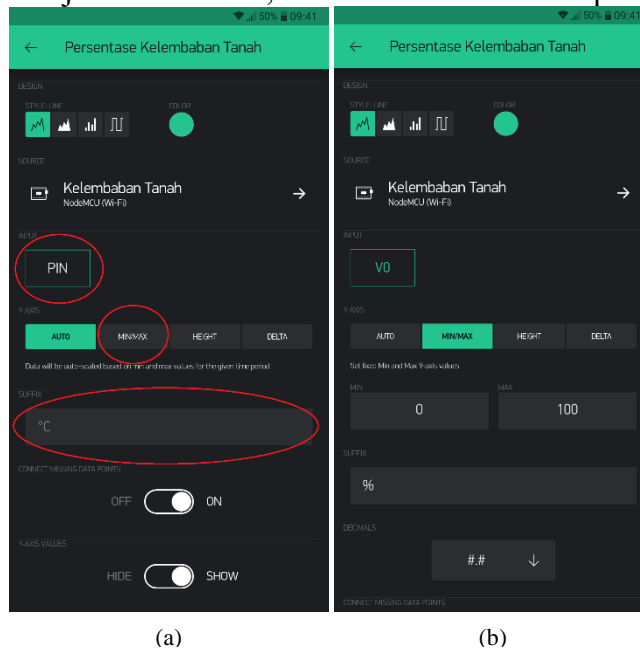 50% 09:41
Persentase Kelembaban Tanah
DESIGN
STYLE: LINE COLOR
SOURCE
Kelembaban Tanah
NodeMCU (Wi-Fi)
INPUT
PIN
Y-AXIS
AUTO MIN/MAX HEIGHT DELTA
Data will be auto-scaled based on min and max values for the given time period
SUFFIX
°C
CONNECT MISSING DATA POINTS
OFF ON
Y-AXIS VALUES
HIDE SHOW
(a)
50% 09:41
Persentase Kelembaban Tanah
DESIGN
STYLE: LINE COLOR
SOURCE
Kelembaban Tanah
NodeMCU (Wi-Fi)
INPUT
V0
Y-AXIS
AUTO MIN/MAX HEIGHT DELTA
Set fixed Min and Max Y-axis values
MIN MAX
0 100
SUFFIX
%
DECIMALS
#.#
CONNECT MISSING DATA POINTS
(b)